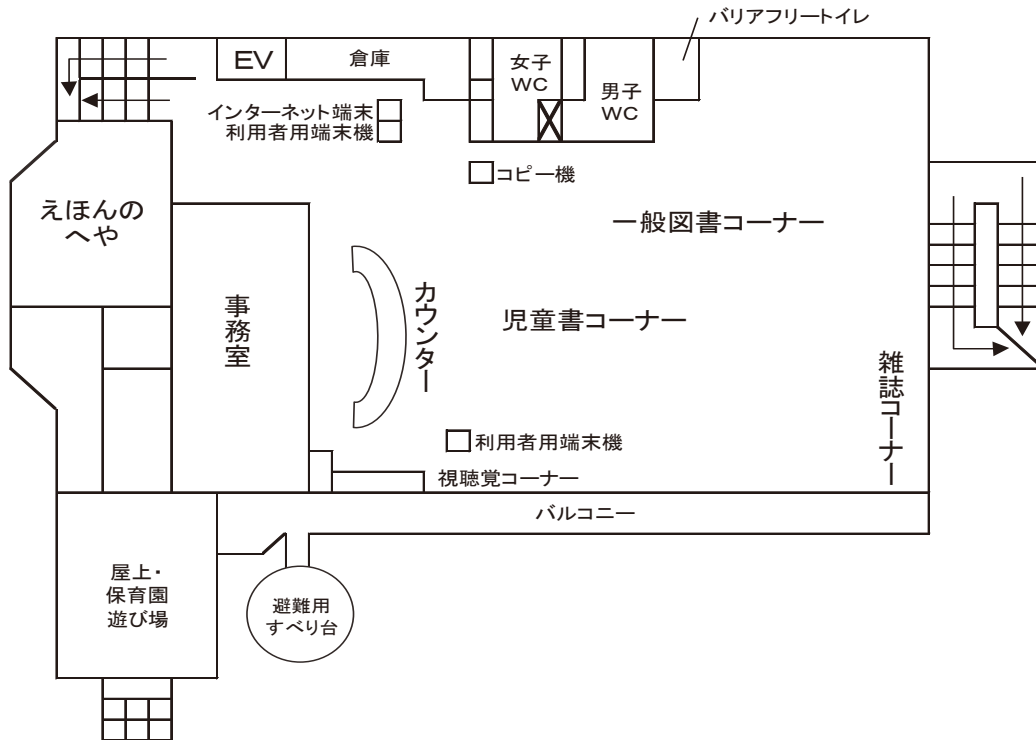 バリアフリートイレ
EV
倉庫
女子
WC
男子
WC
インターネット端末
利用者用端末機
コピー機
えほんの
へや
一般図書コーナー
事務室
カウンター
児童書コーナー
雑誌コーナー
利用者用端末機
視聴覚コーナー
バルコニー
屋上・
保育園
遊び場
避難用
すべり台